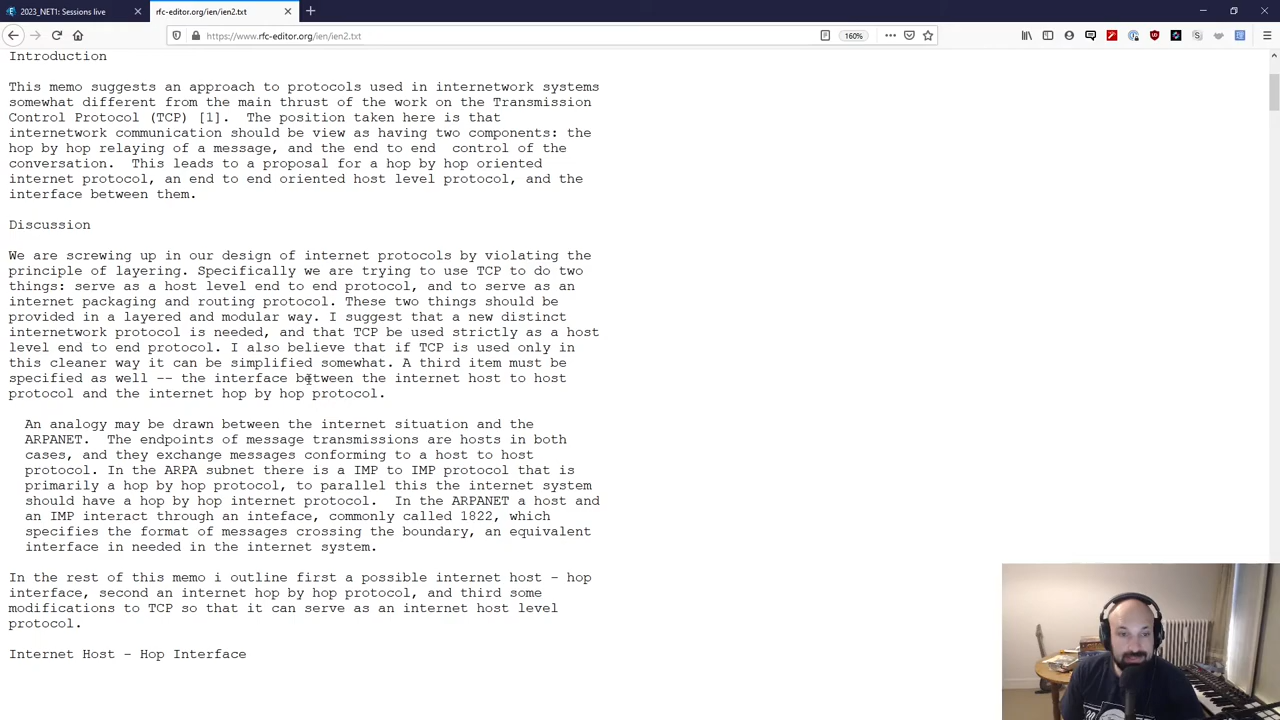 2023_NET1: Sessions live
rfc-editor.org/ien/ien2.txt
https://www.rfc-editor.org/ien/ien2.txt
160%
Introduction
This memo suggests an approach to protocols used in internetwork systems
somewhat different from the main thrust of the work on the Transmission
Control Protocol (TCP) [1].  The position taken here is that
internetwork communication should be view as having two components: the
hop by hop relaying of a message, and the end to end  control of the
conversation.  This leads to a proposal for a hop by hop oriented
internet protocol, an end to end oriented host level protocol, and the
interface between them.
Discussion
We are screwing up in our design of internet protocols by violating the
principle of layering. Specifically we are trying to use TCP to do two
things: serve as a host level end to end protocol, and to serve as an
internet packaging and routing protocol. These two things should be
provided in a layered and modular way. I suggest that a new distinct
internetwork protocol is needed, and that TCP be used strictly as a host
level end to end protocol. I also believe that if TCP is used only in
this cleaner way it can be simplified somewhat. A third item must be
specified as well -- the interface between the internet host to host
protocol and the internet hop by hop protocol.
An analogy may be drawn between the internet situation and the
ARPANET.  The endpoints of message transmissions are hosts in both
cases, and they exchange messages conforming to a host to host
protocol. In the ARPA subnet there is a IMP to IMP protocol that is
primarily a hop by hop protocol, to parallel this the internet system
should have a hop by hop internet protocol.  In the ARPANET a host and
an IMP interact through an inteface, commonly called 1822, which
specifies the format of messages crossing the boundary, an equivalent
interface in needed in the internet system.
In the rest of this memo i outline first a possible internet host - hop
interface, second an internet hop by hop protocol, and third some
modifications to TCP so that it can serve as an internet host level
protocol.
Internet Host - Hop Interface